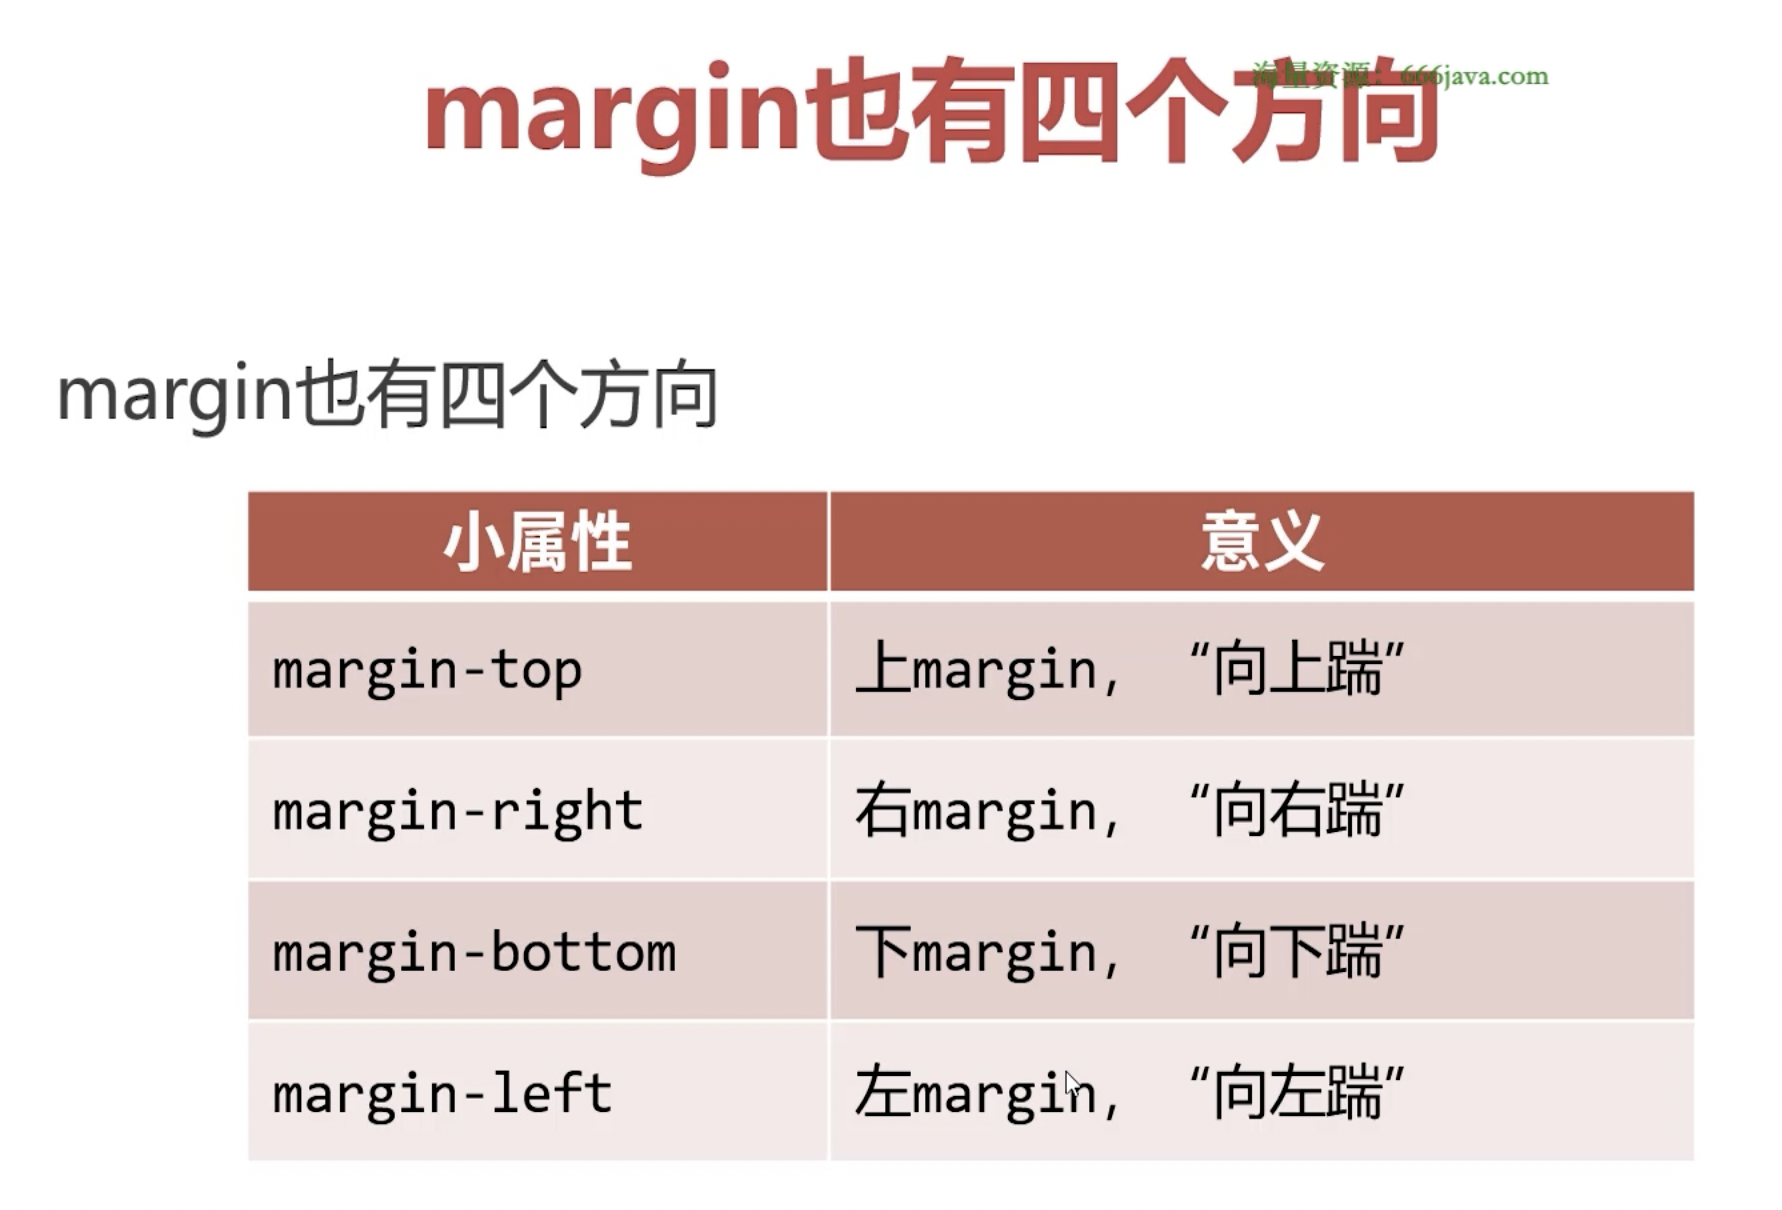 海量资源：666java.com
margin也有四个方向
margin也有四个方向
小属性 意义
margin-top 上margin, “向上踹”
margin-right 右margin, “向右踹”
margin-bottom 下margin, “向下踹”
margin-left 左margin, “向左踹”